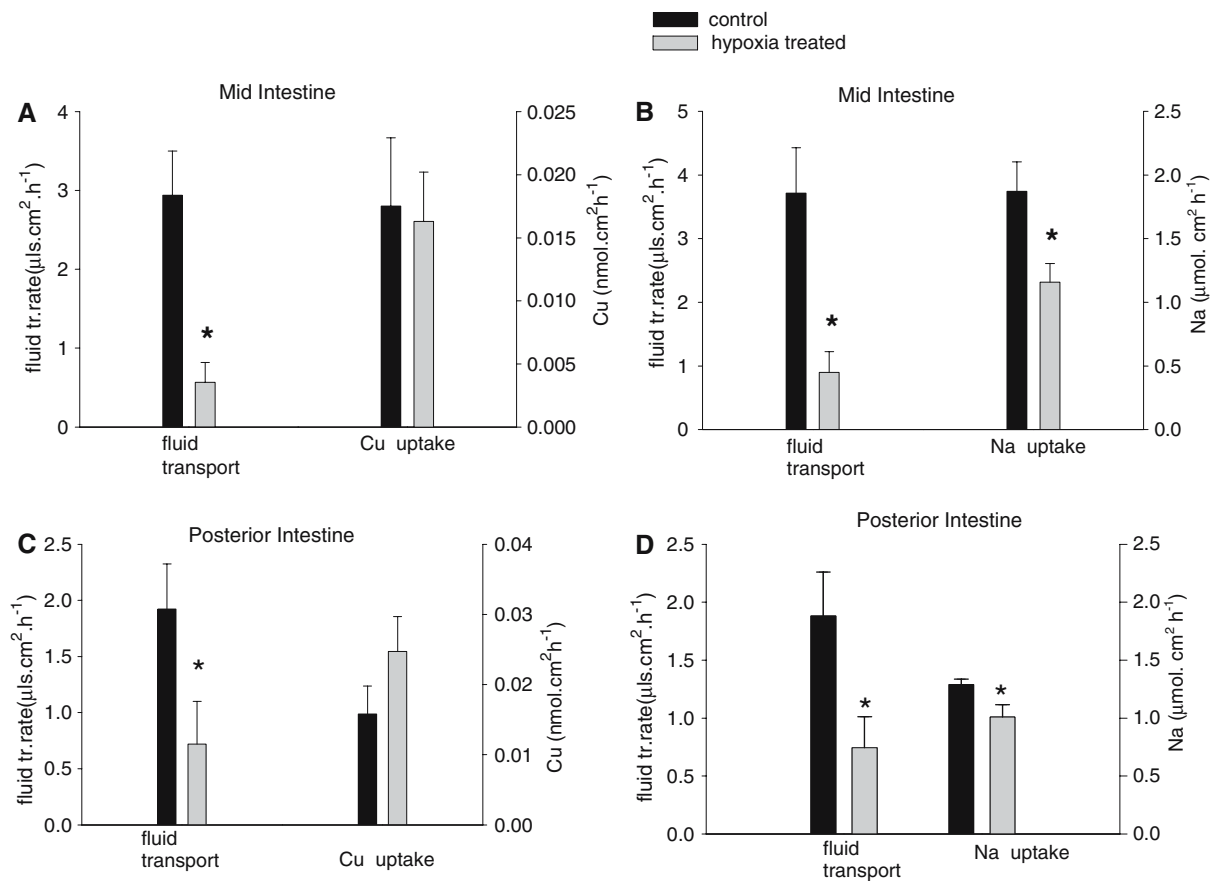 control
hypoxia treated
A
Mid Intestine
4
3
2
1
0
fluid tr.rate(µls.cm².h⁻¹)
0.025
0.020
0.015
0.010
0.005
0.000
Cu (nmol.cm²h⁻¹)
*
fluid
transport
Cu uptake
B
Mid Intestine
5
4
3
2
1
0
fluid tr.rate(µls.cm².h⁻¹)
2.5
2.0
1.5
1.0
0.5
0.0
Na (µmol. cm² h⁻¹)
*
*
fluid
transport
Na uptake
C
Posterior Intestine
2.5
2.0
1.5
1.0
0.5
0.0
fluid tr.rate(µls.cm².h⁻¹)
0.04
0.03
0.02
0.01
0.00
Cu (nmol.cm²h⁻¹)
*
fluid
transport
Cu uptake
D
Posterior Intestine
2.5
2.0
1.5
1.0
0.5
0.0
fluid tr.rate(µls.cm².h⁻¹)
2.5
2.0
1.5
1.0
0.5
0.0
Na (µmol. cm² h⁻¹)
*
*
fluid
transport
Na uptake